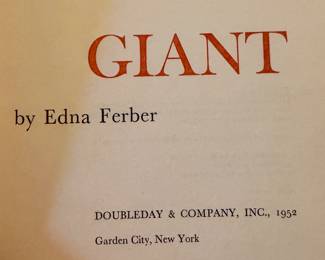 GIANT
by Edna Ferber
DOUBLEDAY & COMPANY, INC., 1952
Garden City, New York